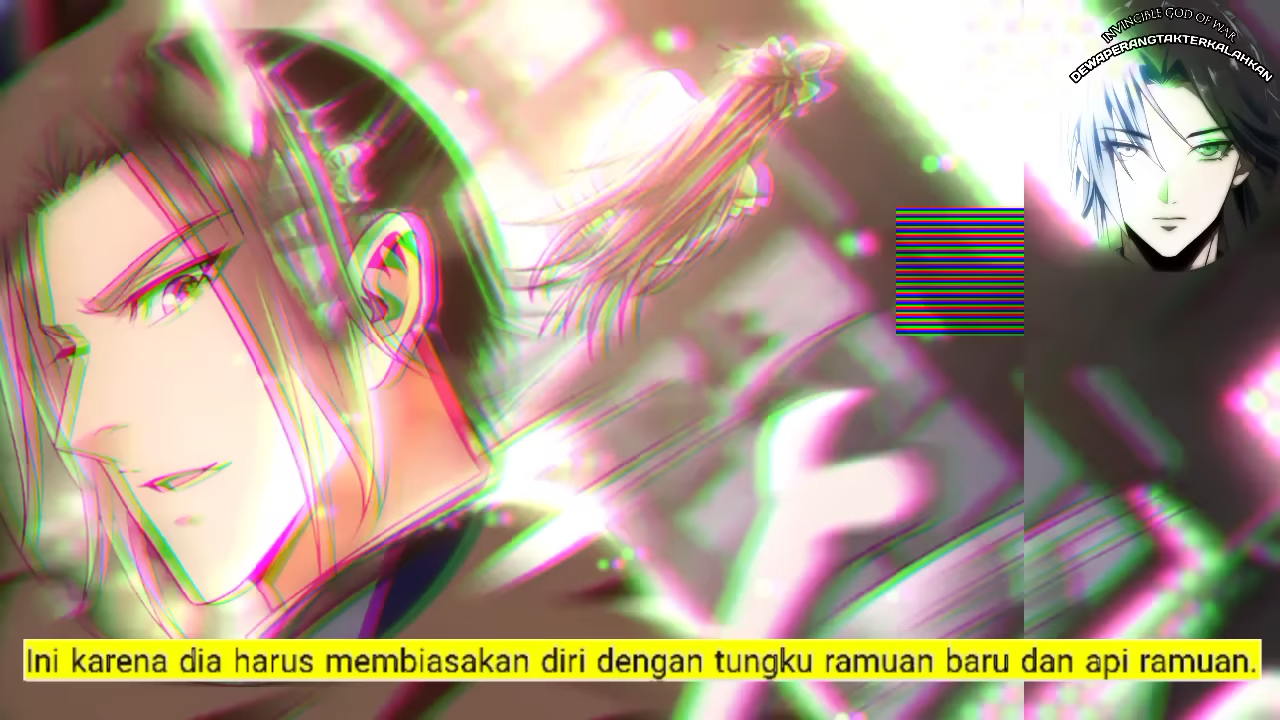 INVINCIBLE GOD OF WAR
DEWAPERANGTAKTERKALAHKAN
Ini karena dia harus membiasakan diri dengan tungku ramuan baru dan api ramuan.